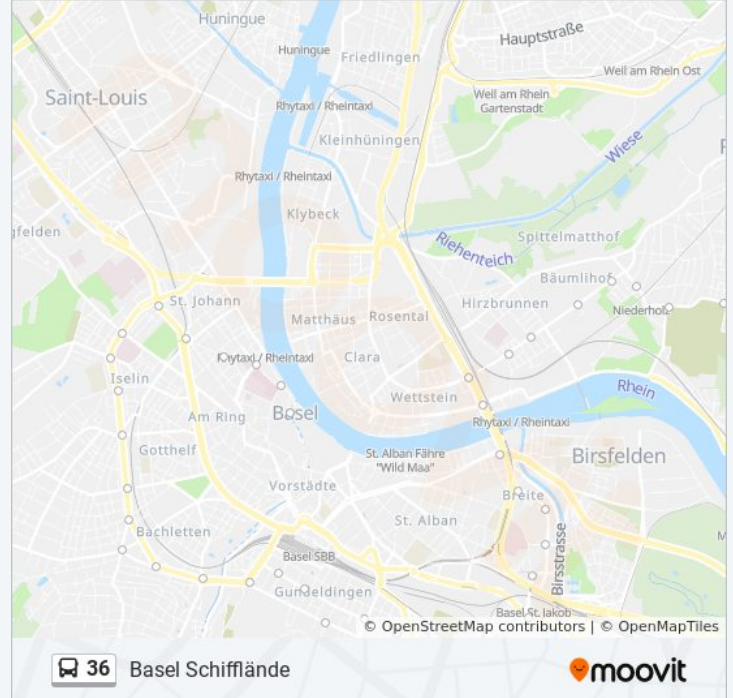 Huningue
Hauptstraße
Huningue
Friedlingen
Weil am Rhein Ost
Saint-Louis
Weil am Rhein
Gartenstadt
Rhytaxi / Rheintaxi
Kleinhüningen
Wiese
Rhytaxi / Rheintaxi
Klybeck
gfelden
Riehenteich
Spittelmatthof
Bäumlihof
St. Johann
Hirzbrunnen
Niederholz
Matthäus
Rosental
Rhytaxi / Rheintaxi
Clara
Iselin
Rhein
Wettstein
Am Ring
Basel
Rhytaxi / Rheintaxi
Gotthelf
St. Alban Fähre
"Wild Maa"
Birsfelden
Vorstädte
Breite
St. Alban
Bachletten
Basel SBB
Birsstrasse
Gundeldingen
Basel St. Jakob
© OpenStreetMap contributors | © OpenMapTiles
36 Basel Schifflände
moovit